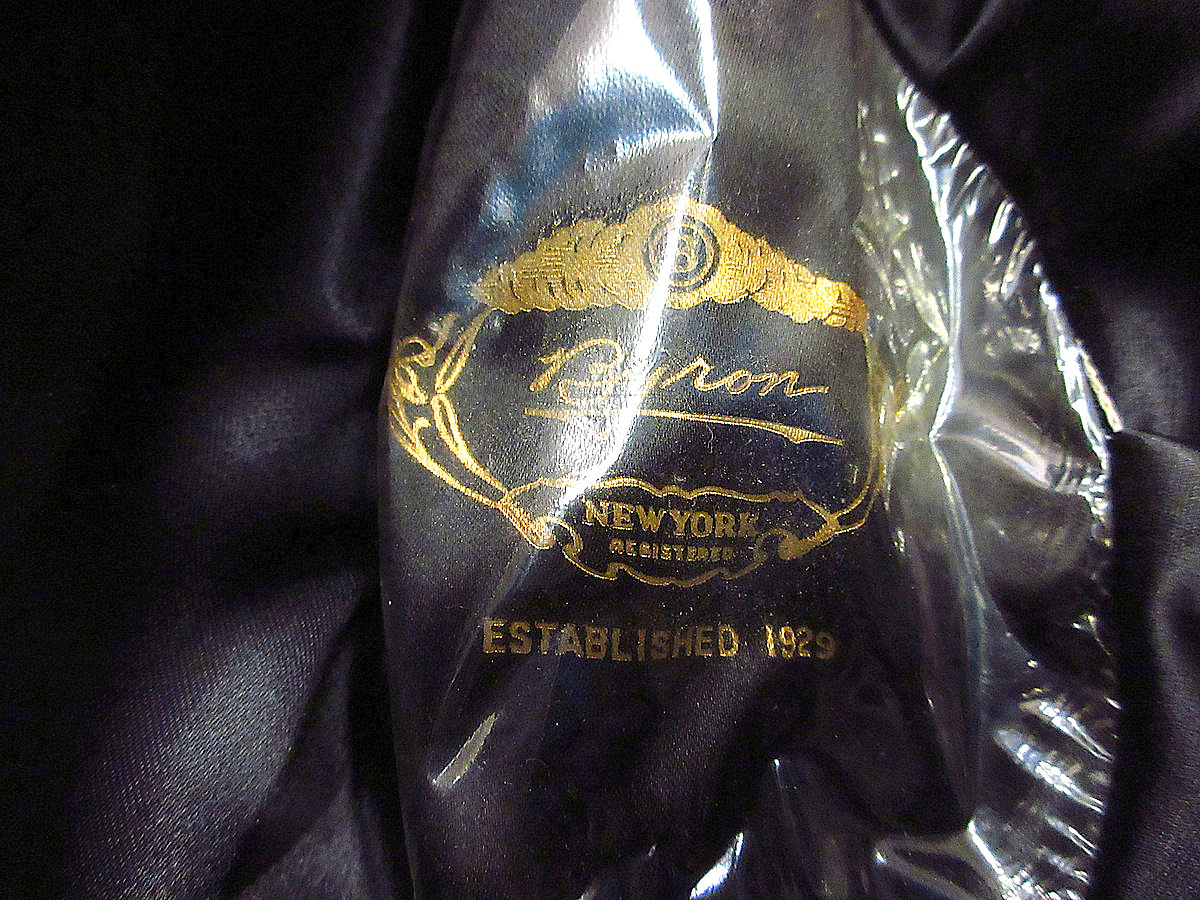 Byron
NEW YORK
REGISTERED
ESTABLISHED 1929